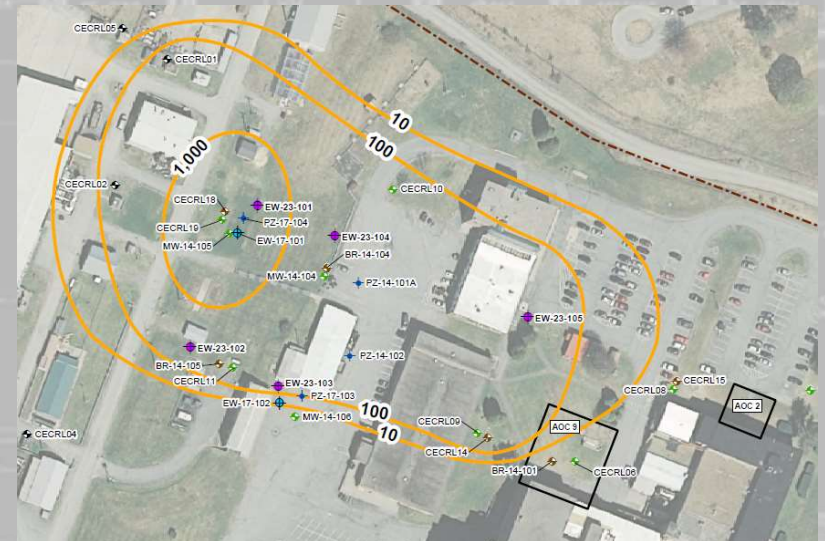 CECRL05
CECRL01
10
100
1,000
CECRL02
CECRL10
CECRL18
EW-23-101
PZ-17-104
CECRL19
MW-14-105
EW-17-101
EW-23-104
BR-14-104
MW-14-104
PZ-14-101A
EW-23-105
EW-23-102
PZ-14-102
BR-14-105
CECRL11
EW-23-103
PZ-17-103
EW-17-102
CECRL15
CECRL08
AOC 2
100
MW-14-106
10
CECRL09
AOC 9
CECRL04
CECRL14
BR-14-101
CECRL06